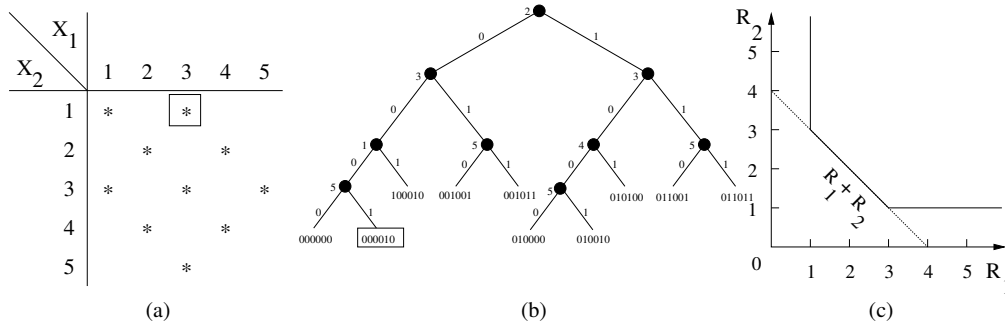 X1
X2
1 2 3 4 5
1 * *
2 * *
3 * * *
4 * *
5 *
(a)
2
0 1
3 3
0 1 0 1
1 5 4 5
0 1 0 1 0 1 0 1
5 100010 001001 001011 5 010100 011001 011011
0 1 0 1
000000 000010 010000 010010
(b)
R2
5
4
3
2
1
R1 + R2
0 1 2 3 4 5 R
(c)